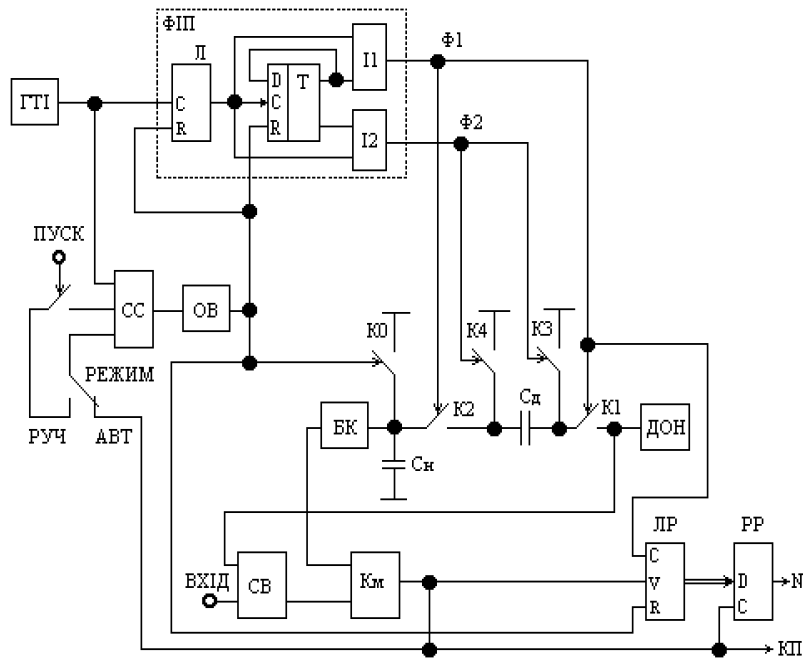 ФІП
Ф1
Л
I1
D
T
C
R
ГТІ
C
R
I2
Ф2
ПУСК
СС
ОВ
К0
К4
К3
РЕЖИМ
К2
Сд
К1
РУЧ
АВТ
БК
ДОН
Сн
ЛР
РР
ВХІД
СВ
Км
C
V
R
D
C
N
КП